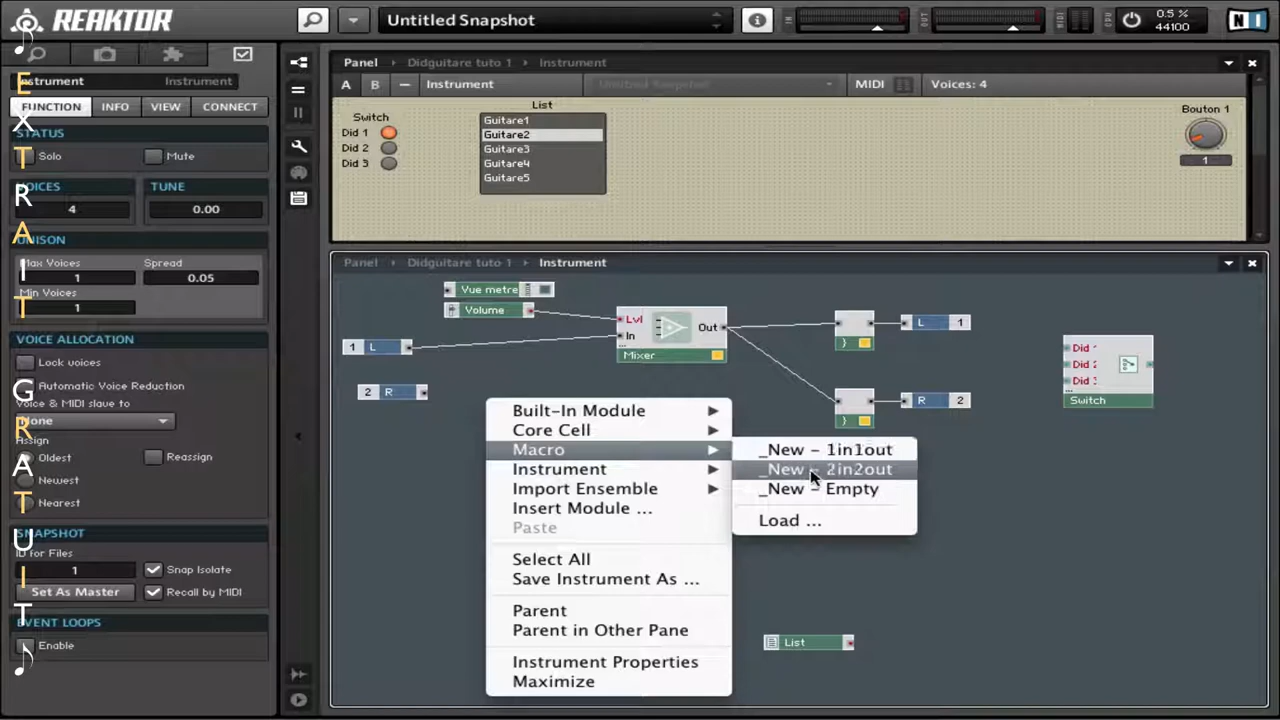 REAKTOR
Untitled Snapshot
IN
OUT
MIDI
CPU
0.5 %
44100
NI
♪
E
X
T
R
A
I
T
G
R
A
T
U
I
T
♪
Instrument Instrument
FUNCTION INFO VIEW CONNECT
STATUS
Solo Mute
VOICES TUNE
4 0.00
UNISON
Max Voices Spread
1 0.05
Min Voices
1
VOICE ALLOCATION
Lock voices
Automatic Voice Reduction
Voice & MIDI slave to
None
Assign
Oldest Reassign
Newest
Nearest
SNAPSHOT
ID for Files
1 Snap Isolate
Set As Master Recall by MIDI
EVENT LOOPS
Enable
Panel Didguitare tuto 1 Instrument
A B Instrument Untitled Snapshot MIDI Voices: 4
Switch
Did 1
Did 2
Did 3
List
Guitare1
Guitare2
Guitare3
Guitare4
Guitare5
Bouton 1
1
Panel Didguitare tuto 1 Instrument
Vue metre
Volume
1 L
2 R
Lvl
In
Out
Mixer
L 1
R 2
Did 1
Did 2
Did 3
Switch
List
Built-In Module
Core Cell
Macro
Instrument
Import Ensemble
Insert Module ...
Paste
Select All
Save Instrument As ...
Parent
Parent in Other Pane
Instrument Properties
Maximize
_New - 1in1out
_New - 2in2out
_New - Empty
Load ...